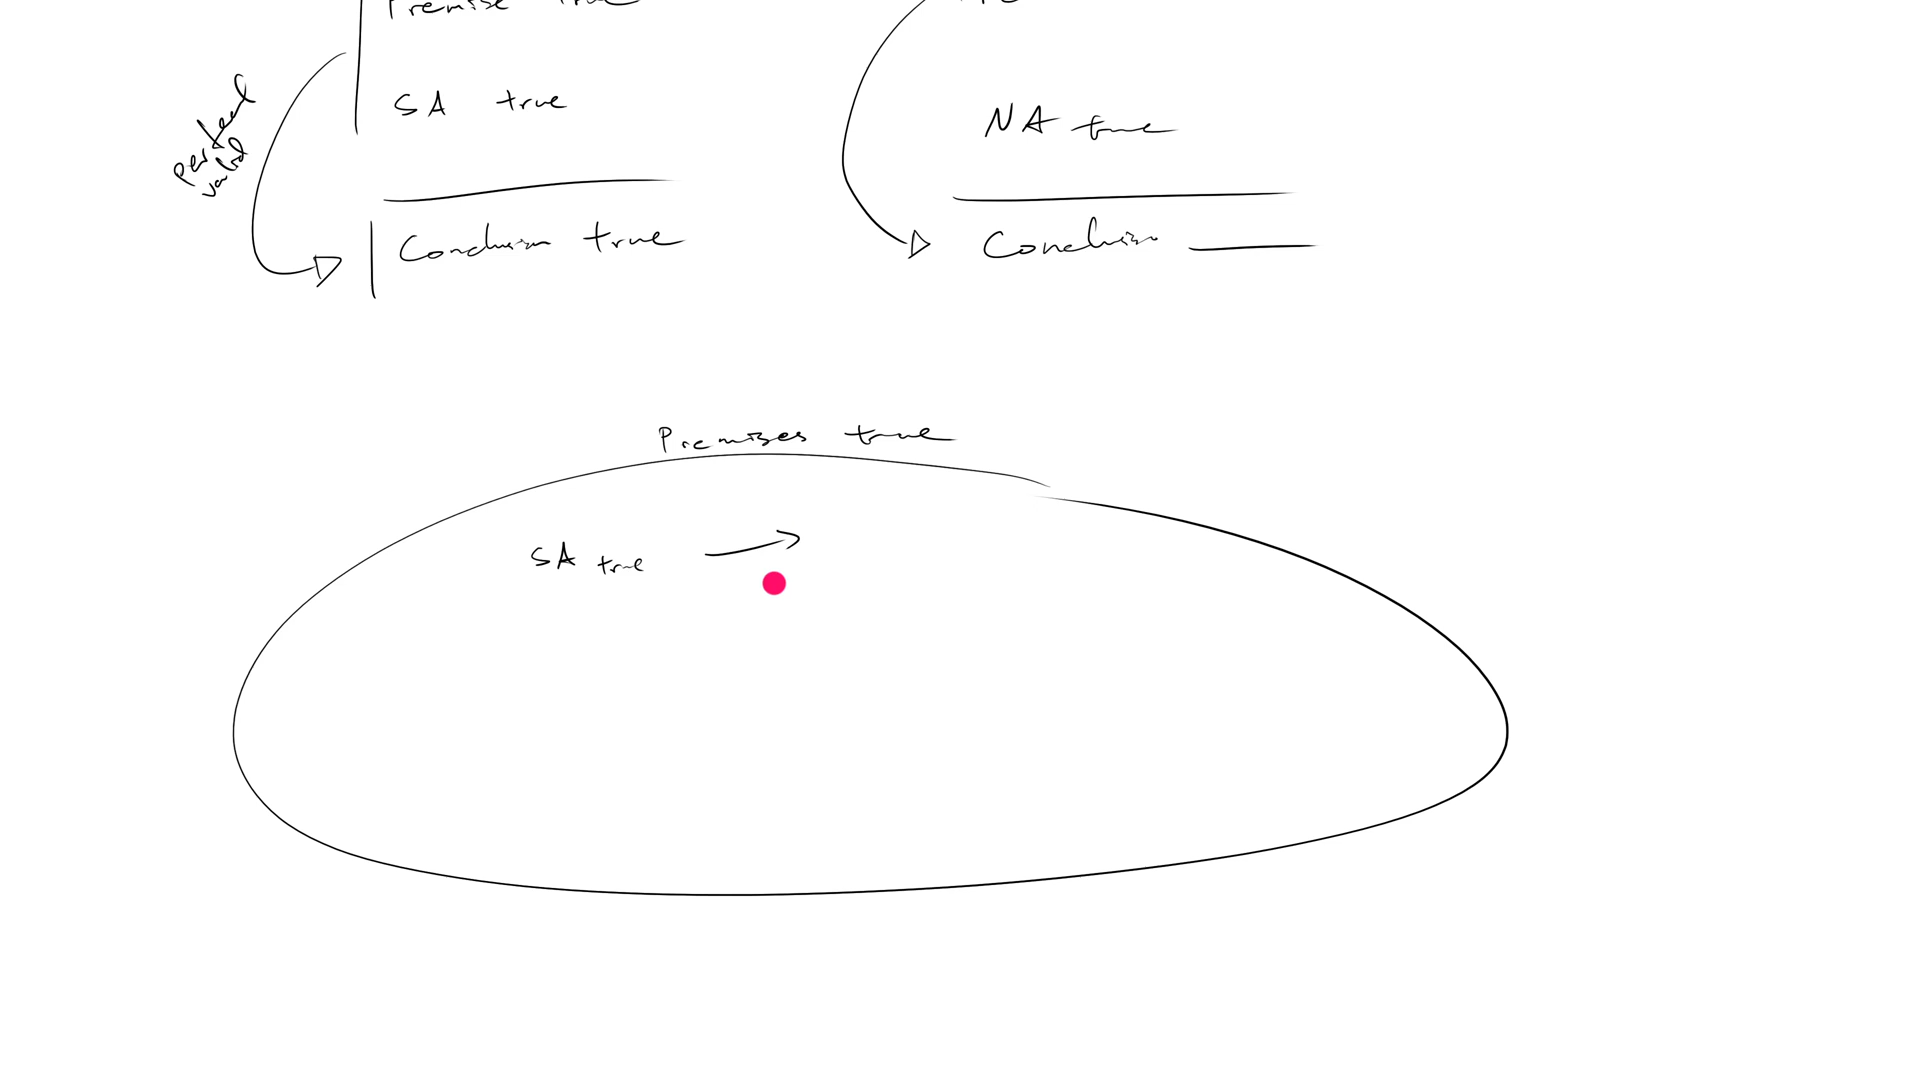 Premise true
SA true
NA true
perfect
valid
Conclusion true
Conclusion
Premises true
SA true